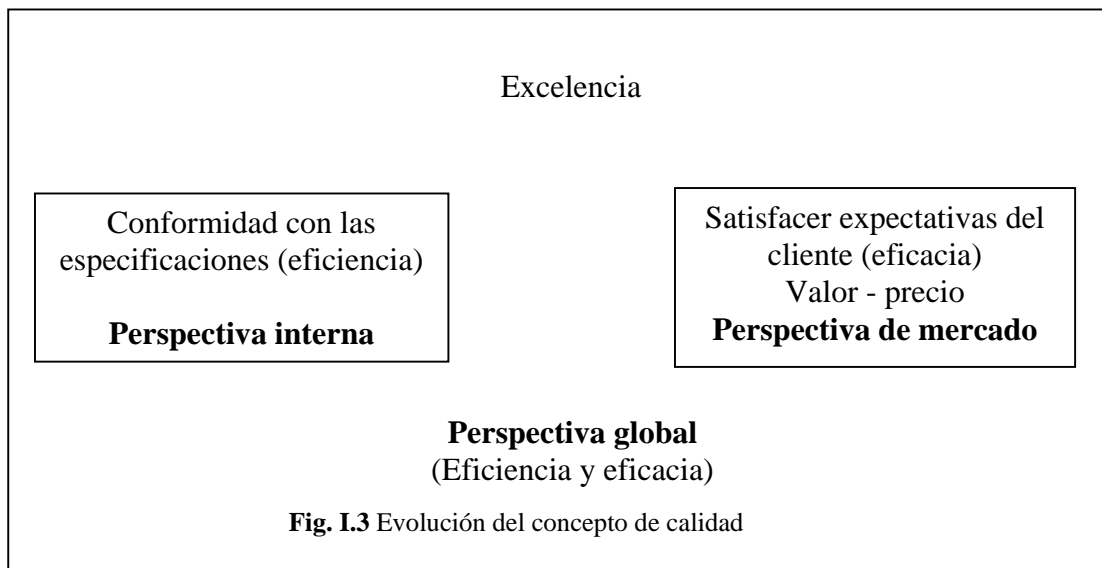 Excelencia
Conformidad con las
especificaciones (eficiencia)
Perspectiva interna
Satisfacer expectativas del
cliente (eficacia)
Valor - precio
Perspectiva de mercado
Perspectiva global
(Eficiencia y eficacia)
Fig. I.3 Evolución del concepto de calidad